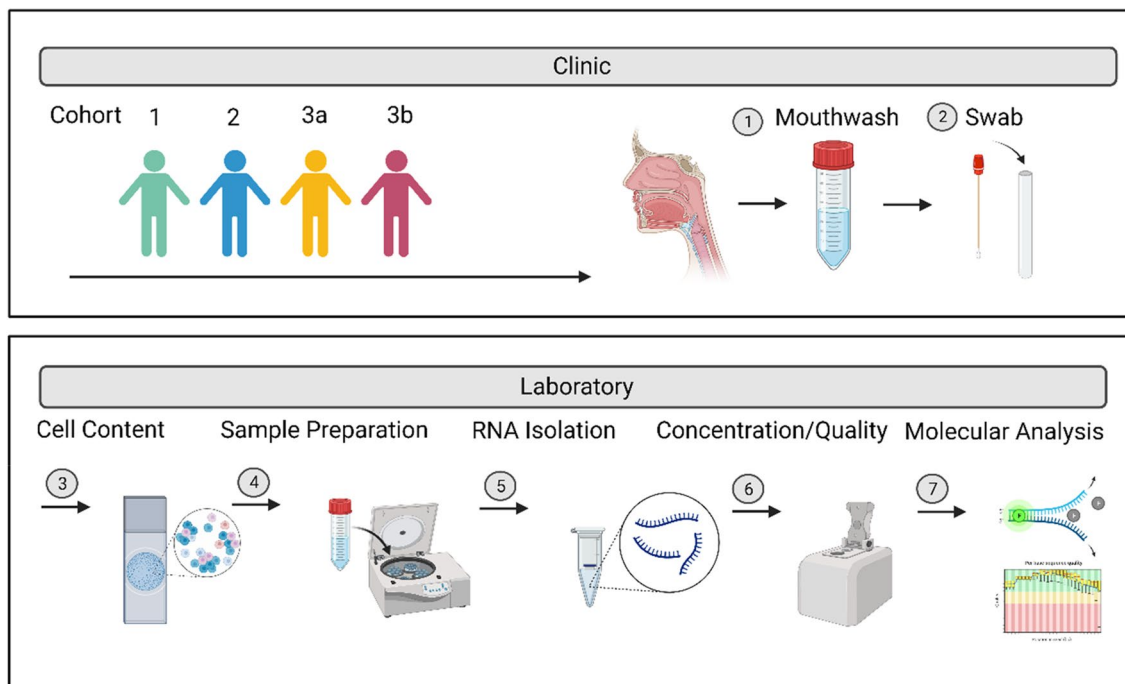 Clinic
Cohort 1 2 3a 3b
1 Mouthwash
2 Swab
Laboratory
Cell Content
Sample Preparation
RNA Isolation
Concentration/Quality
Molecular Analysis
3
4
5
6
7